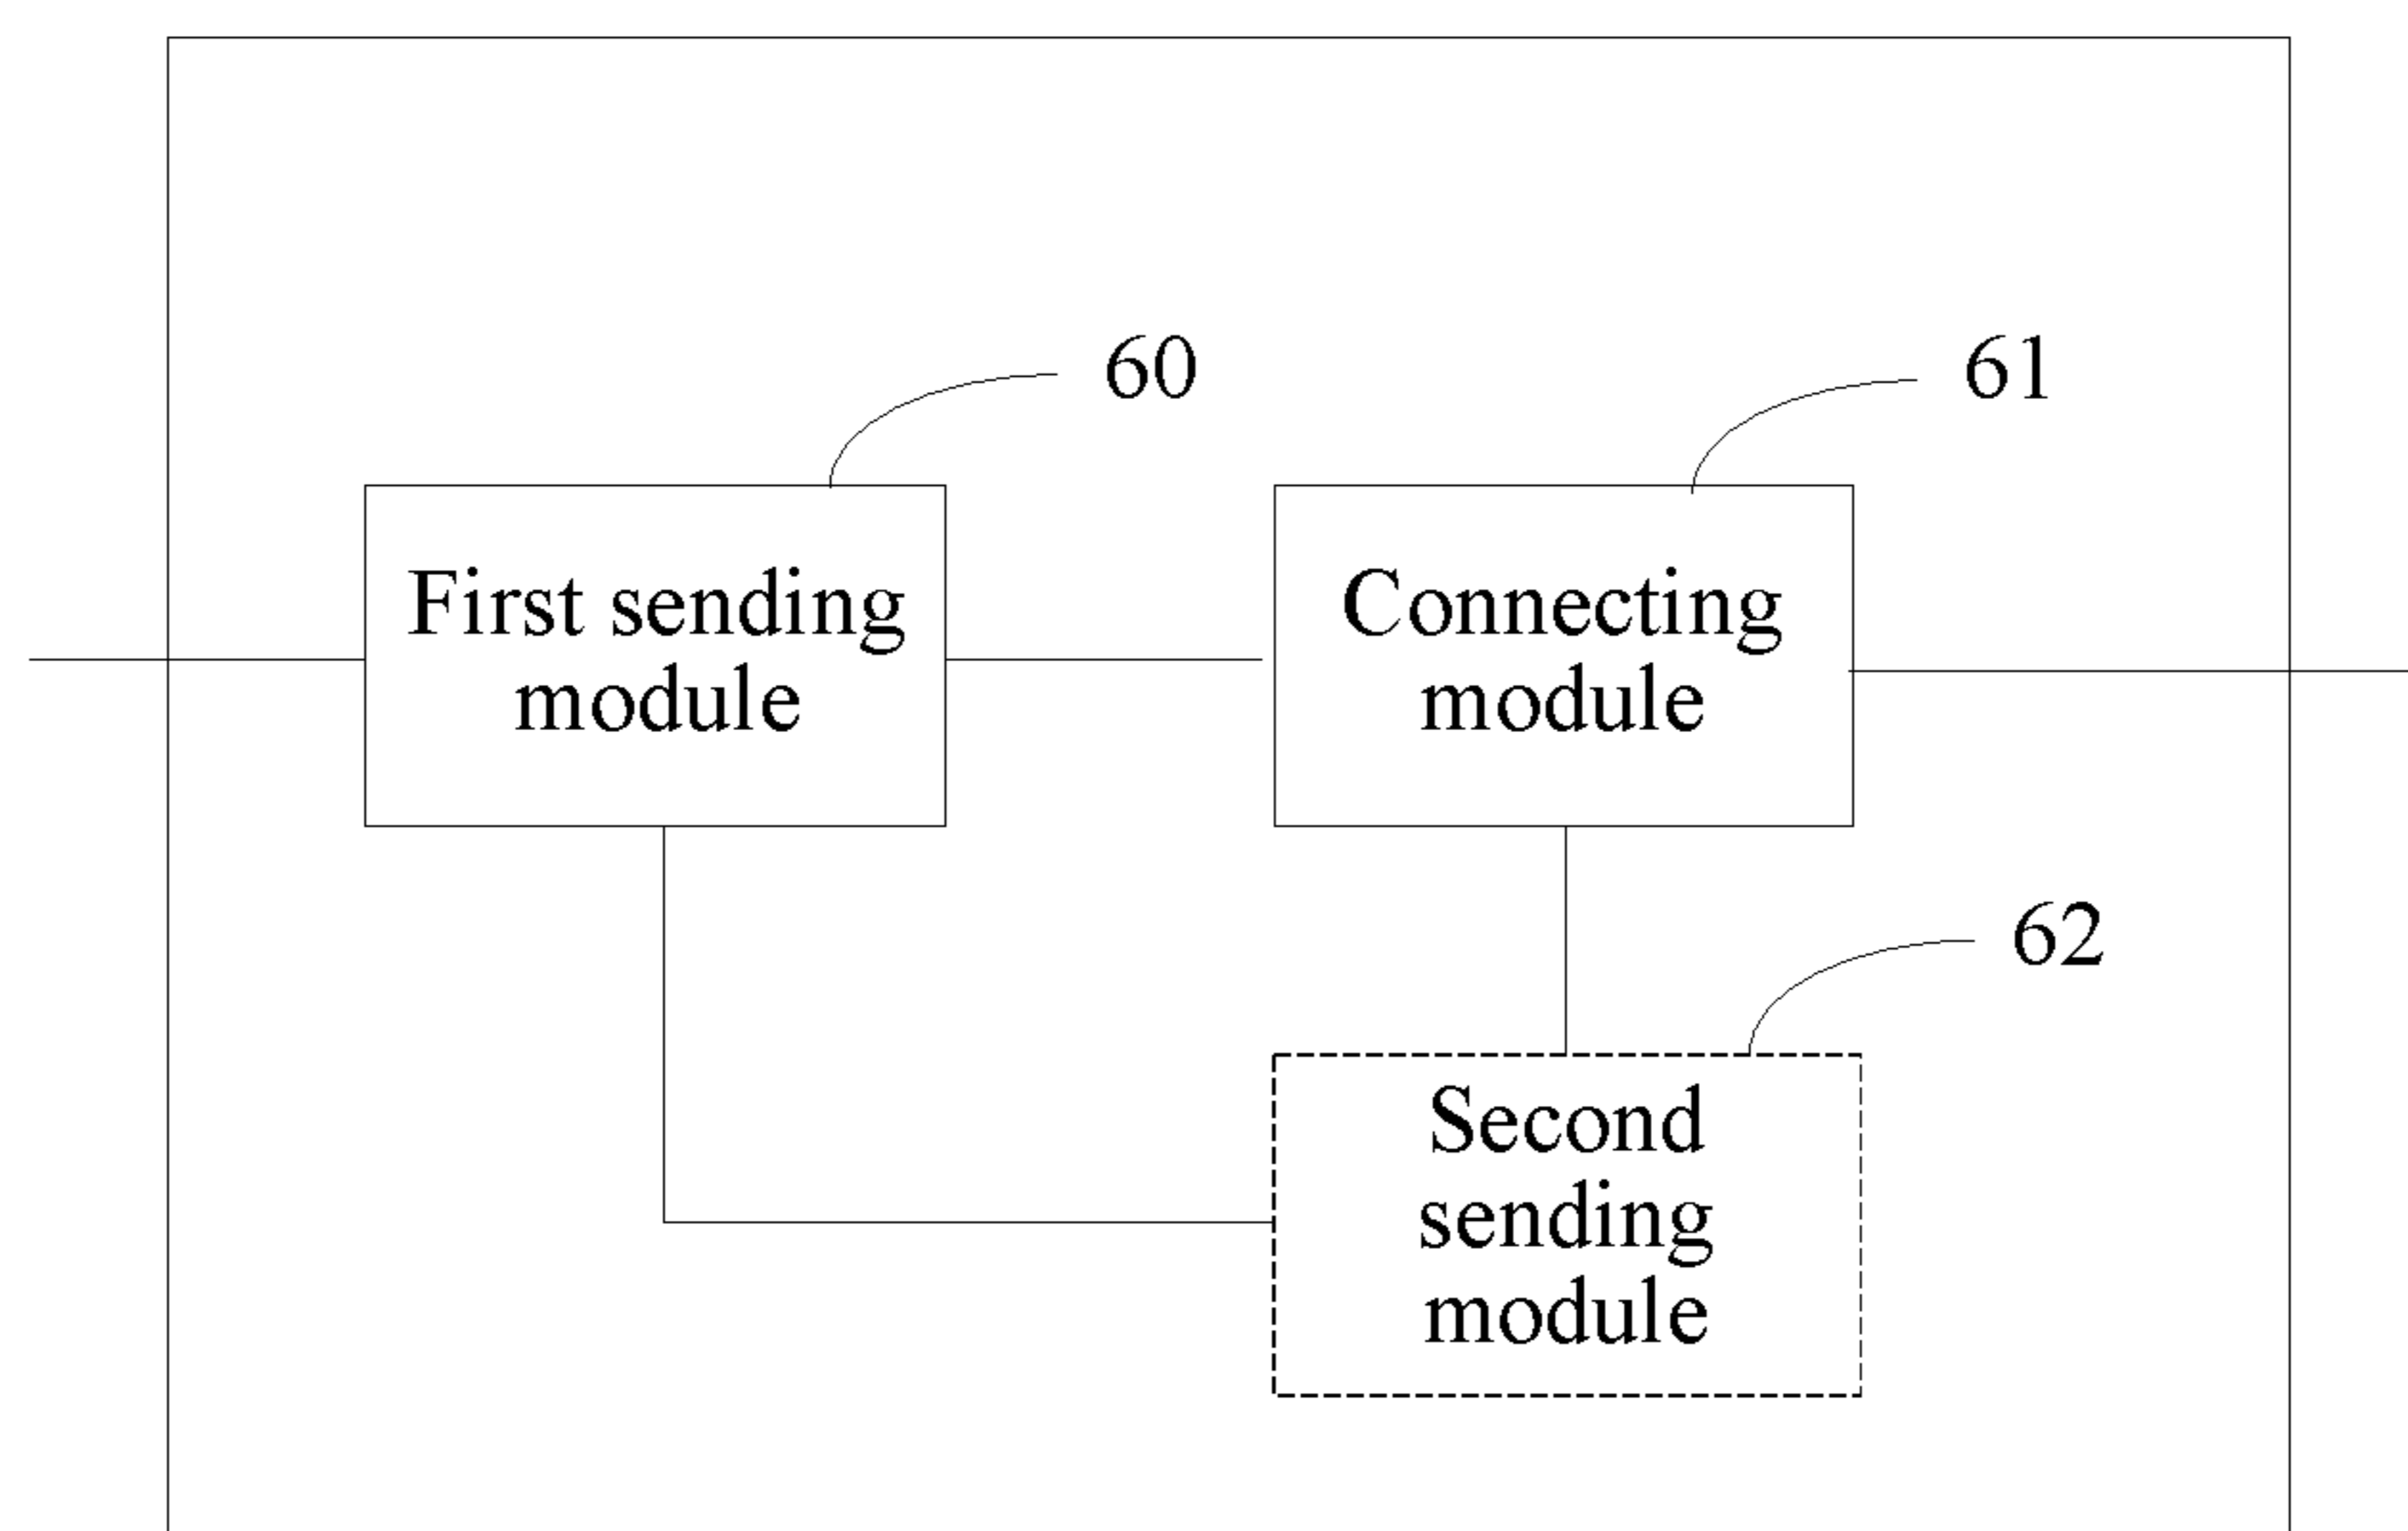 60
61
First sending
module
Connecting
module
62
Second
sending
module